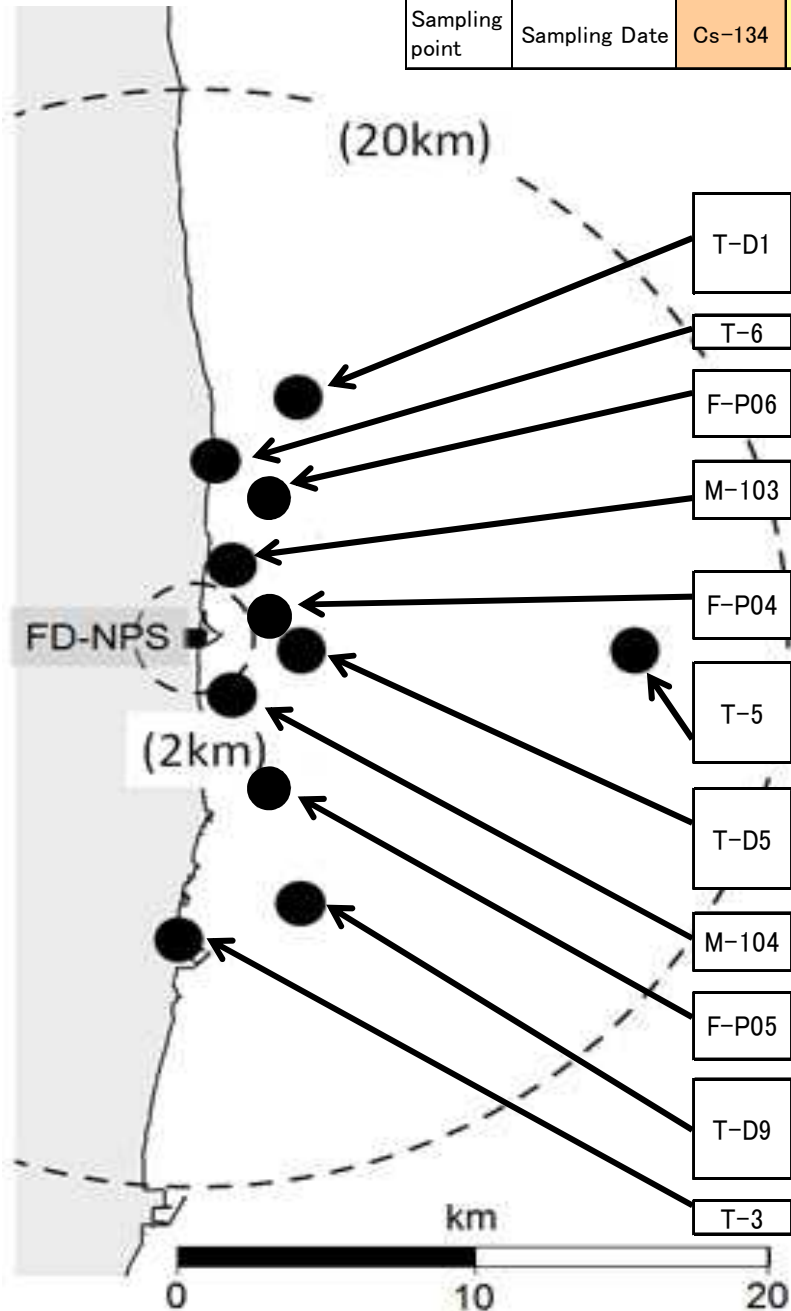 Sampling
point
Sampling Date
Cs-134
(20km)
T-D1
T-6
F-P06
M-103
F-P04
FD-NPS
T-5
(2km)
T-D5
M-104
F-P05
T-D9
T-3
km
0 10 20